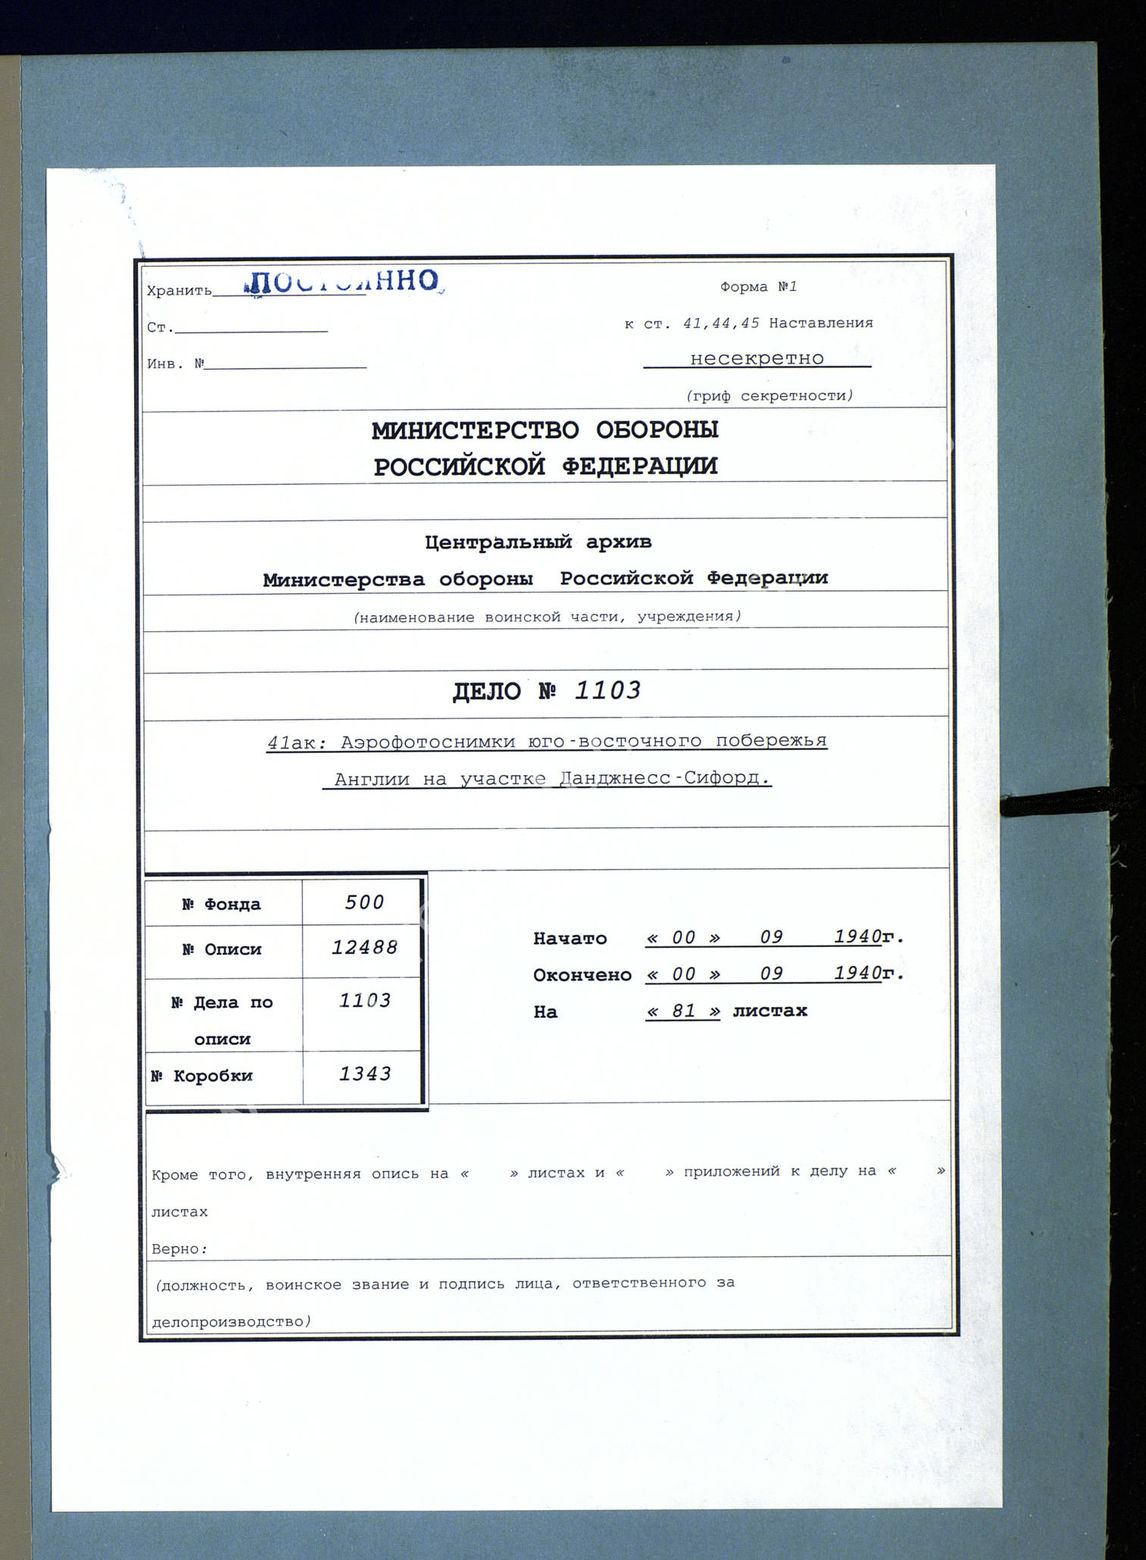 Хранить ПОСТОЯННО
Форма №1
Ст.
к ст. 41,44,45 Наставления
Инв. №
несекретно
(гриф секретности)
МИНИСТЕРСТВО ОБОРОНЫ
РОССИЙСКОЙ ФЕДЕРАЦИИ
Центральный архив
Министерства обороны Российской Федерации
(наименование воинской части, учреждения)
ДЕЛО № 1103
41ак: Аэрофотоснимки юго-восточного побережья
Англии на участке Данджнесс-Сифорд.
№ Фонда 500
№ Описи 12488
№ Дела по 1103
описи
№ Коробки 1343
Начато « 00 » 09 1940г.
Окончено « 00 » 09 1940г.
На « 81 » листах
Кроме того, внутренняя опись на « » листах и « » приложений к делу на « »
листах
Верно:
(должность, воинское звание и подпись лица, ответственного за
делопроизводство)